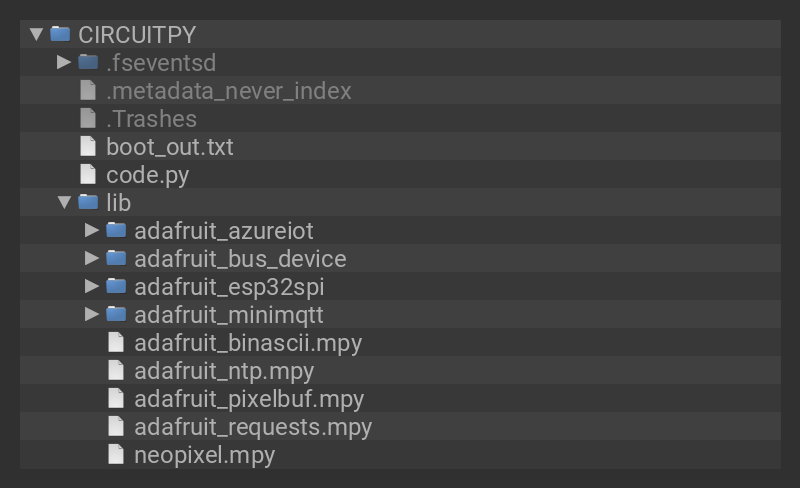 CIRCUITPY
.fseventsd
.metadata_never_index
.Trashes
boot_out.txt
code.py
lib
adafruit_azureiot
adafruit_bus_device
adafruit_esp32spi
adafruit_minimqtt
adafruit_binascii.mpy
adafruit_ntp.mpy
adafruit_pixelbuf.mpy
adafruit_requests.mpy
neopixel.mpy